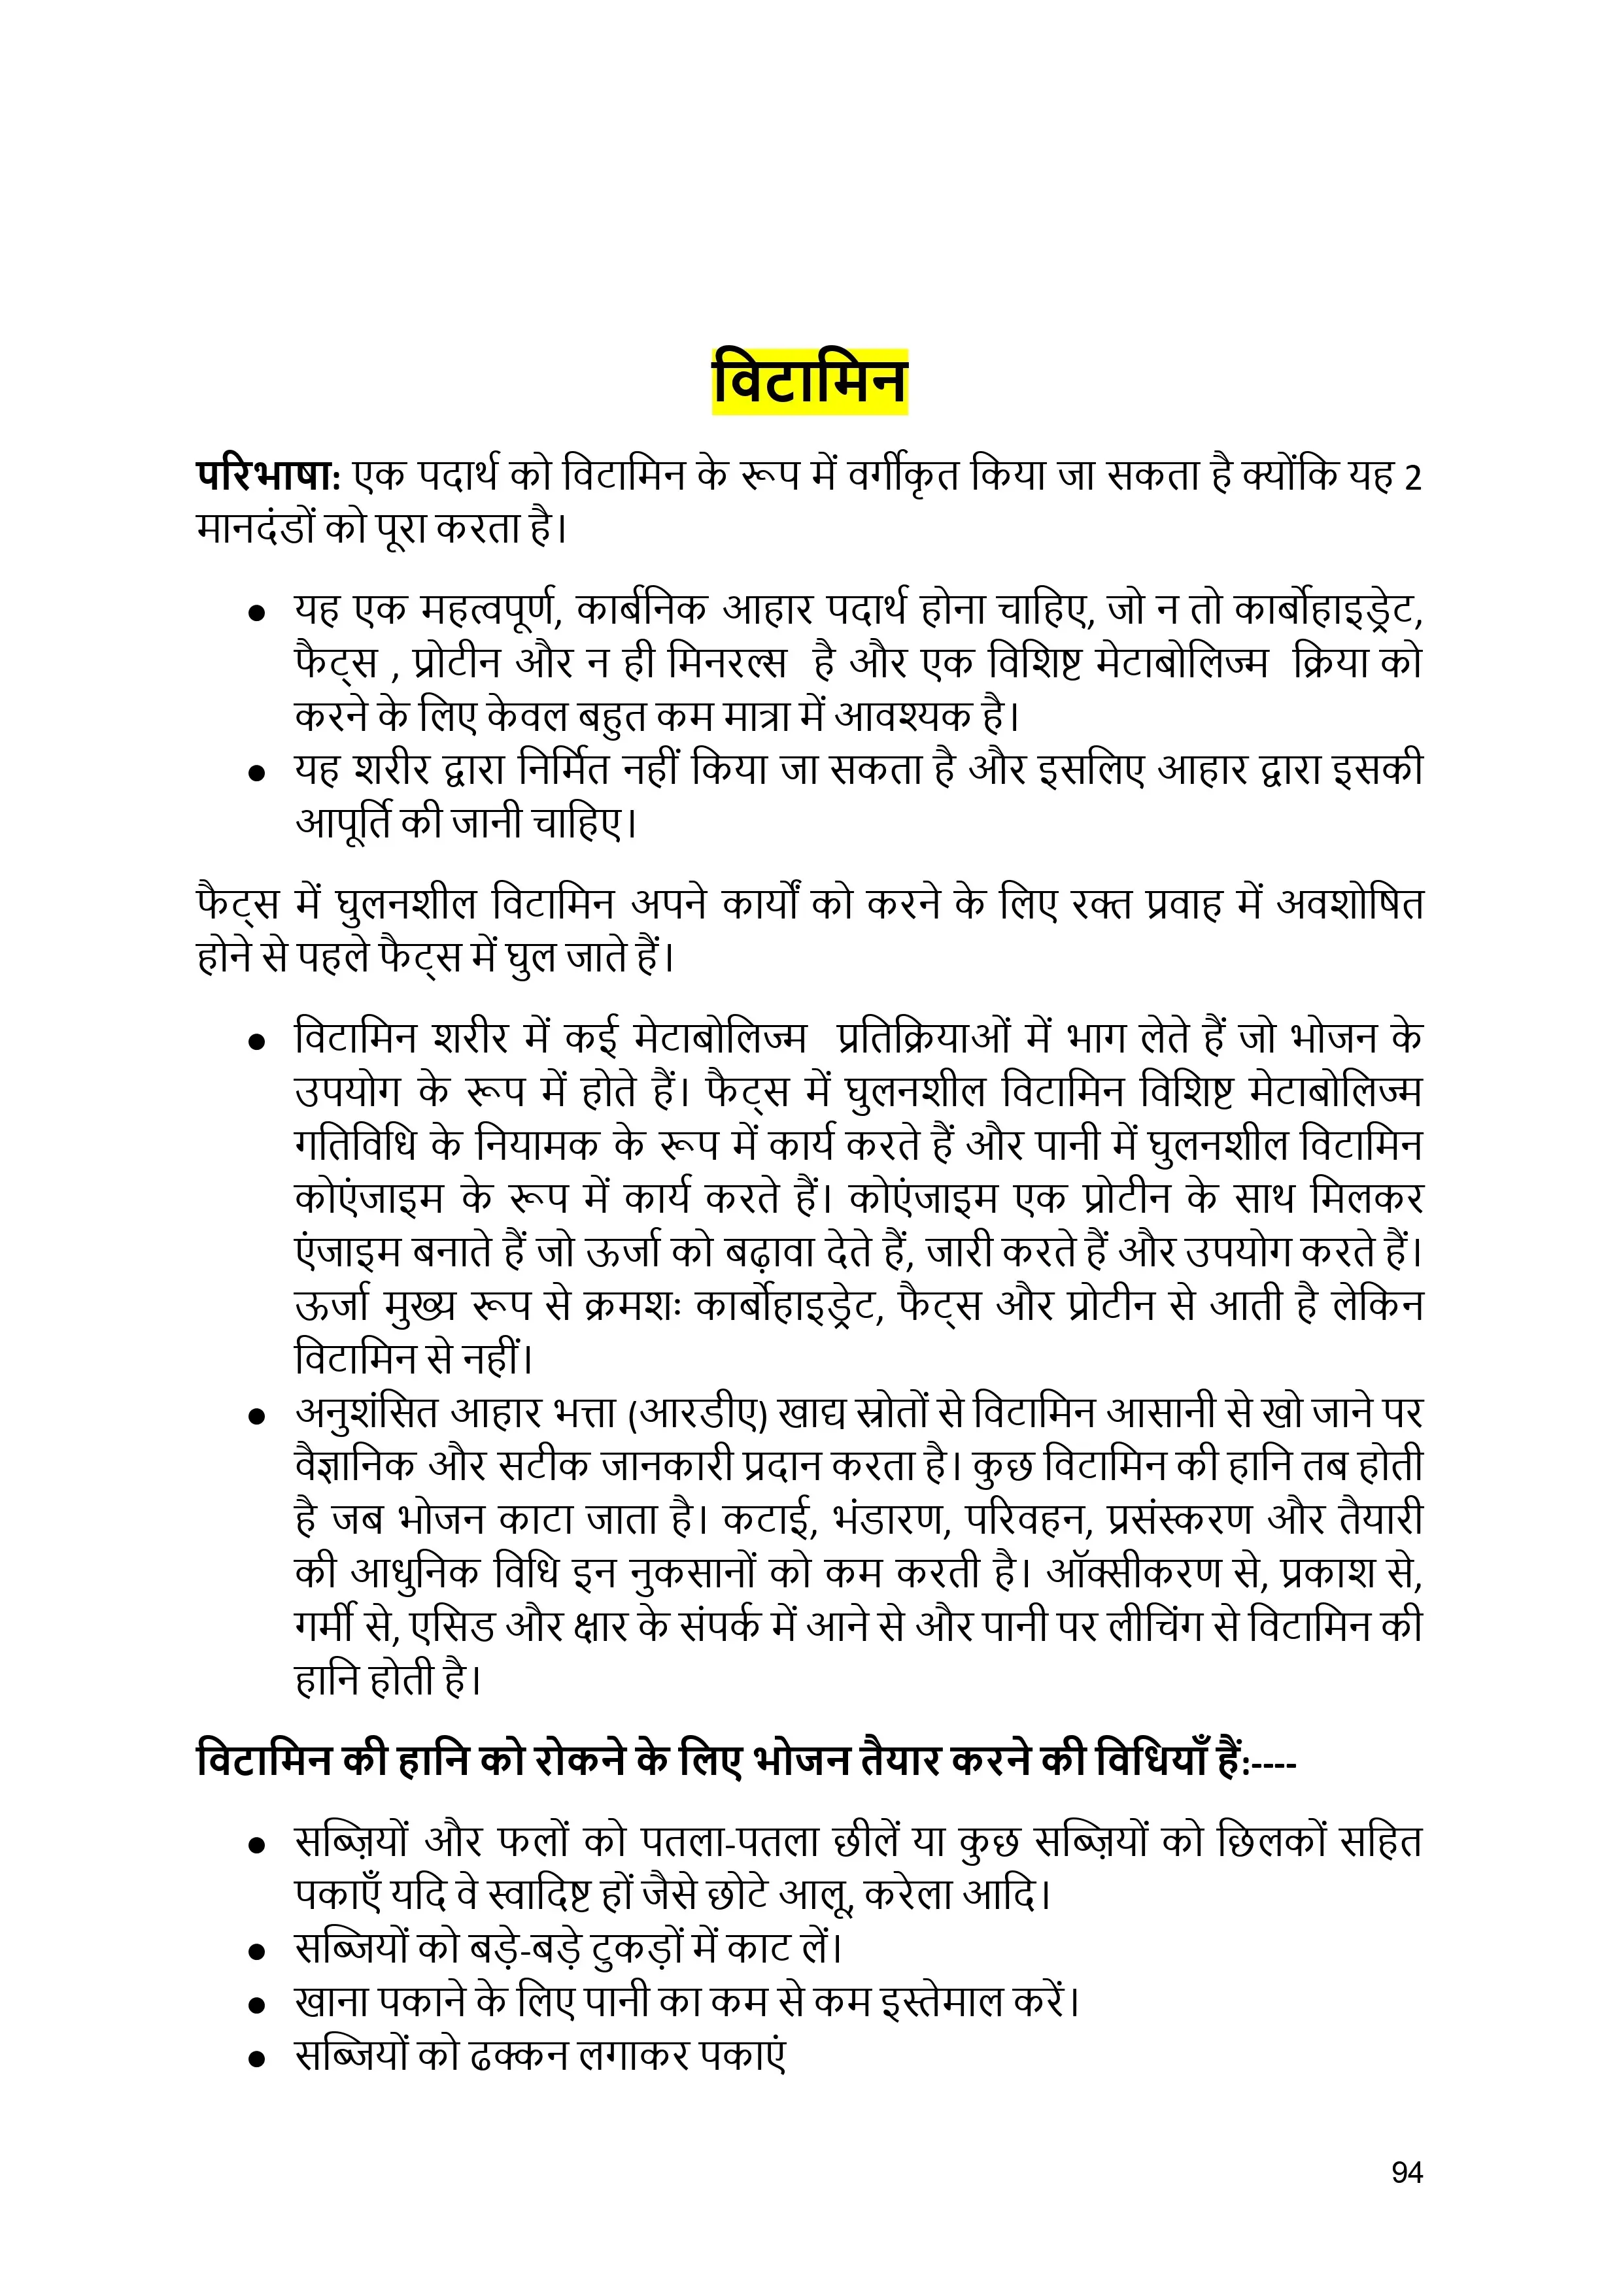 विटामिन
परिभाषा: एक पदार्थ को विटामिन के रूप में वर्गीकृत किया जा सकता है क्योंकि यह 2
मानदंडों को पूरा करता है।
● यह एक महत्वपूर्ण, कार्बनिक आहार पदार्थ होना चाहिए, जो न तो कार्बोहाइड्रेट,
फैट्स , प्रोटीन और न ही मिनरल्स  है और एक विशिष्ट मेटाबोलिज्म  क्रिया को
करने के लिए केवल बहुत कम मात्रा में आवश्यक है।
● यह शरीर द्वारा निर्मित नहीं किया जा सकता है और इसलिए आहार द्वारा इसकी
आपूर्ति की जानी चाहिए।
फैट्स में घुलनशील विटामिन अपने कार्यों को करने के लिए रक्त प्रवाह में अवशोषित
होने से पहले फैट्स में घुल जाते हैं।
● विटामिन शरीर में कई मेटाबोलिज्म  प्रतिक्रियाओं में भाग लेते हैं जो भोजन के
उपयोग के रूप में होते हैं। फैट्स में घुलनशील विटामिन विशिष्ट मेटाबोलिज्म
गतिविधि के नियामक के रूप में कार्य करते हैं और पानी में घुलनशील विटामिन
कोएंजाइम के रूप में कार्य करते हैं। कोएंजाइम एक प्रोटीन के साथ मिलकर
एंजाइम बनाते हैं जो ऊर्जा को बढ़ावा देते हैं, जारी करते हैं और उपयोग करते हैं।
ऊर्जा मुख्य रूप से क्रमशः कार्बोहाइड्रेट, फैट्स और प्रोटीन से आती है लेकिन
विटामिन से नहीं।
● अनुशंसित आहार भत्ता (आरडीए) खाद्य स्रोतों से विटामिन आसानी से खो जाने पर
वैज्ञानिक और सटीक जानकारी प्रदान करता है। कुछ विटामिन की हानि तब होती
है जब भोजन काटा जाता है। कटाई, भंडारण, परिवहन, प्रसंस्करण और तैयारी
की आधुनिक विधि इन नुकसानों को कम करती है। ऑक्सीकरण से, प्रकाश से,
गर्मी से, एसिड और क्षार के संपर्क में आने से और पानी पर लीचिंग से विटामिन की
हानि होती है।
विटामिन की हानि को रोकने के लिए भोजन तैयार करने की विधियाँ हैं:----
● सब्ज़ियों और फलों को पतला-पतला छीलें या कुछ सब्ज़ियों को छिलकों सहित
पकाएँ यदि वे स्वादिष्ट हों जैसे छोटे आलू, करेला आदि।
● सब्जियों को बड़े-बड़े टुकड़ों में काट लें।
● खाना पकाने के लिए पानी का कम से कम इस्तेमाल करें।
● सब्जियों को ढक्कन लगाकर पकाएं
94